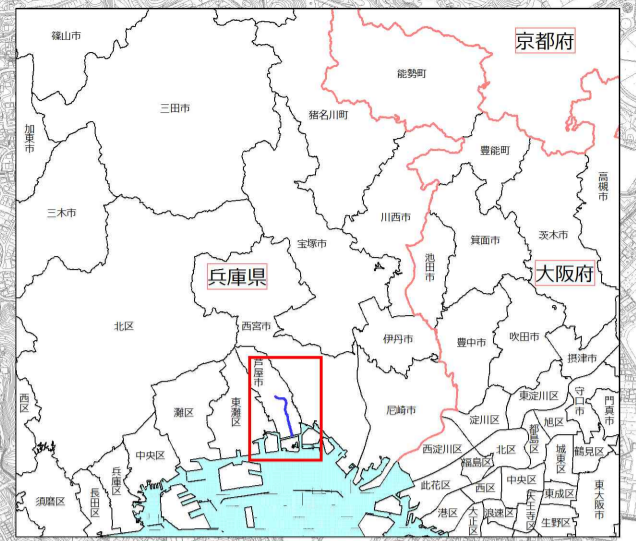 京都府
篠山市
能勢町
三田市
猪名川町
加東市
豊能町
高槻市
三木市
川西市
箕面市
茨木市
宝塚市
池田市
兵庫県
大阪府
北区
西宮市
伊丹市
豊中市
吹田市
摂津市
芦屋市
東淀川区
守口市
門真市
西区
灘区
東灘区
尼崎市
淀川区
都島区
旭区
中央区
西淀川区
北区
城東区
鶴見区
福島区
兵庫区
此花区
西区
中央区
東成区
東大阪市
須磨区
長田区
港区
大正区
浪速区
天王寺区
生野区